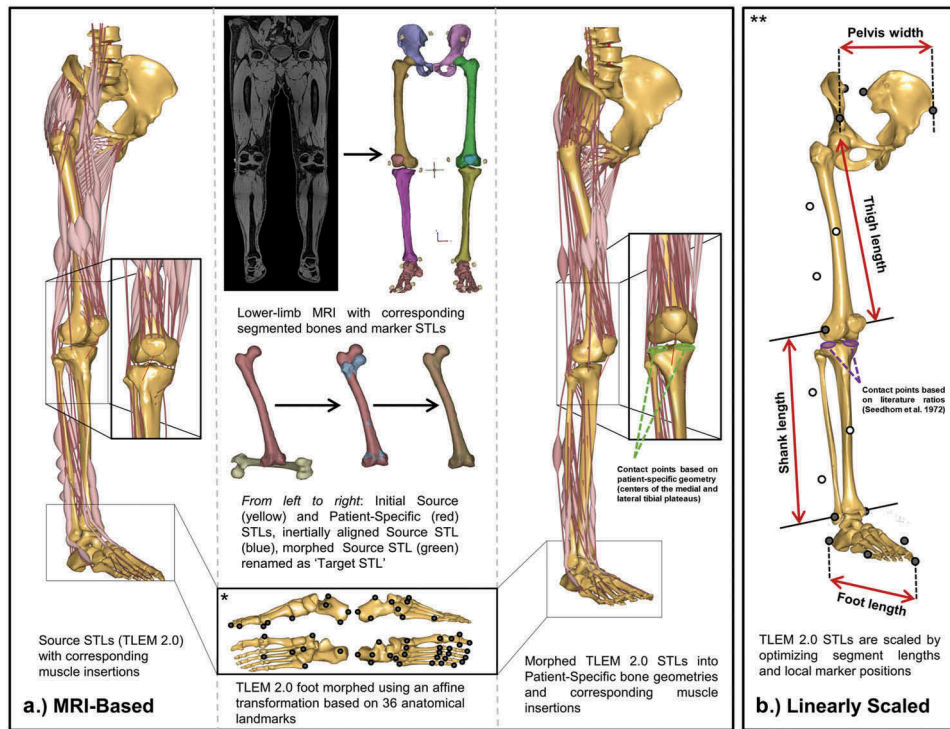 Lower-limb MRI with corresponding
segmented bones and marker STLs
From left to right: Initial Source
(yellow) and Patient-Specific (red)
STLs, inertially aligned Source STL
(blue), morphed Source STL (green)
renamed as 'Target STL'
Contact points based on
patient-specific geometry
(centers of the medial and
lateral tibial plateaus)
*
Source STLs (TLEM 2.0)
with corresponding
muscle insertions
TLEM 2.0 foot morphed using an affine
transformation based on 36 anatomical
landmarks
Morphed TLEM 2.0 STLs into
Patient-Specific bone geometries
and corresponding muscle
insertions
a.) MRI-Based
**
Pelvis width
Thigh length
Contact points based
on literature ratios
(Seedhom et al. 1972)
Shank length
Foot length
TLEM 2.0 STLs are scaled by
optimizing segment lengths
and local marker positions
b.) Linearly Scaled